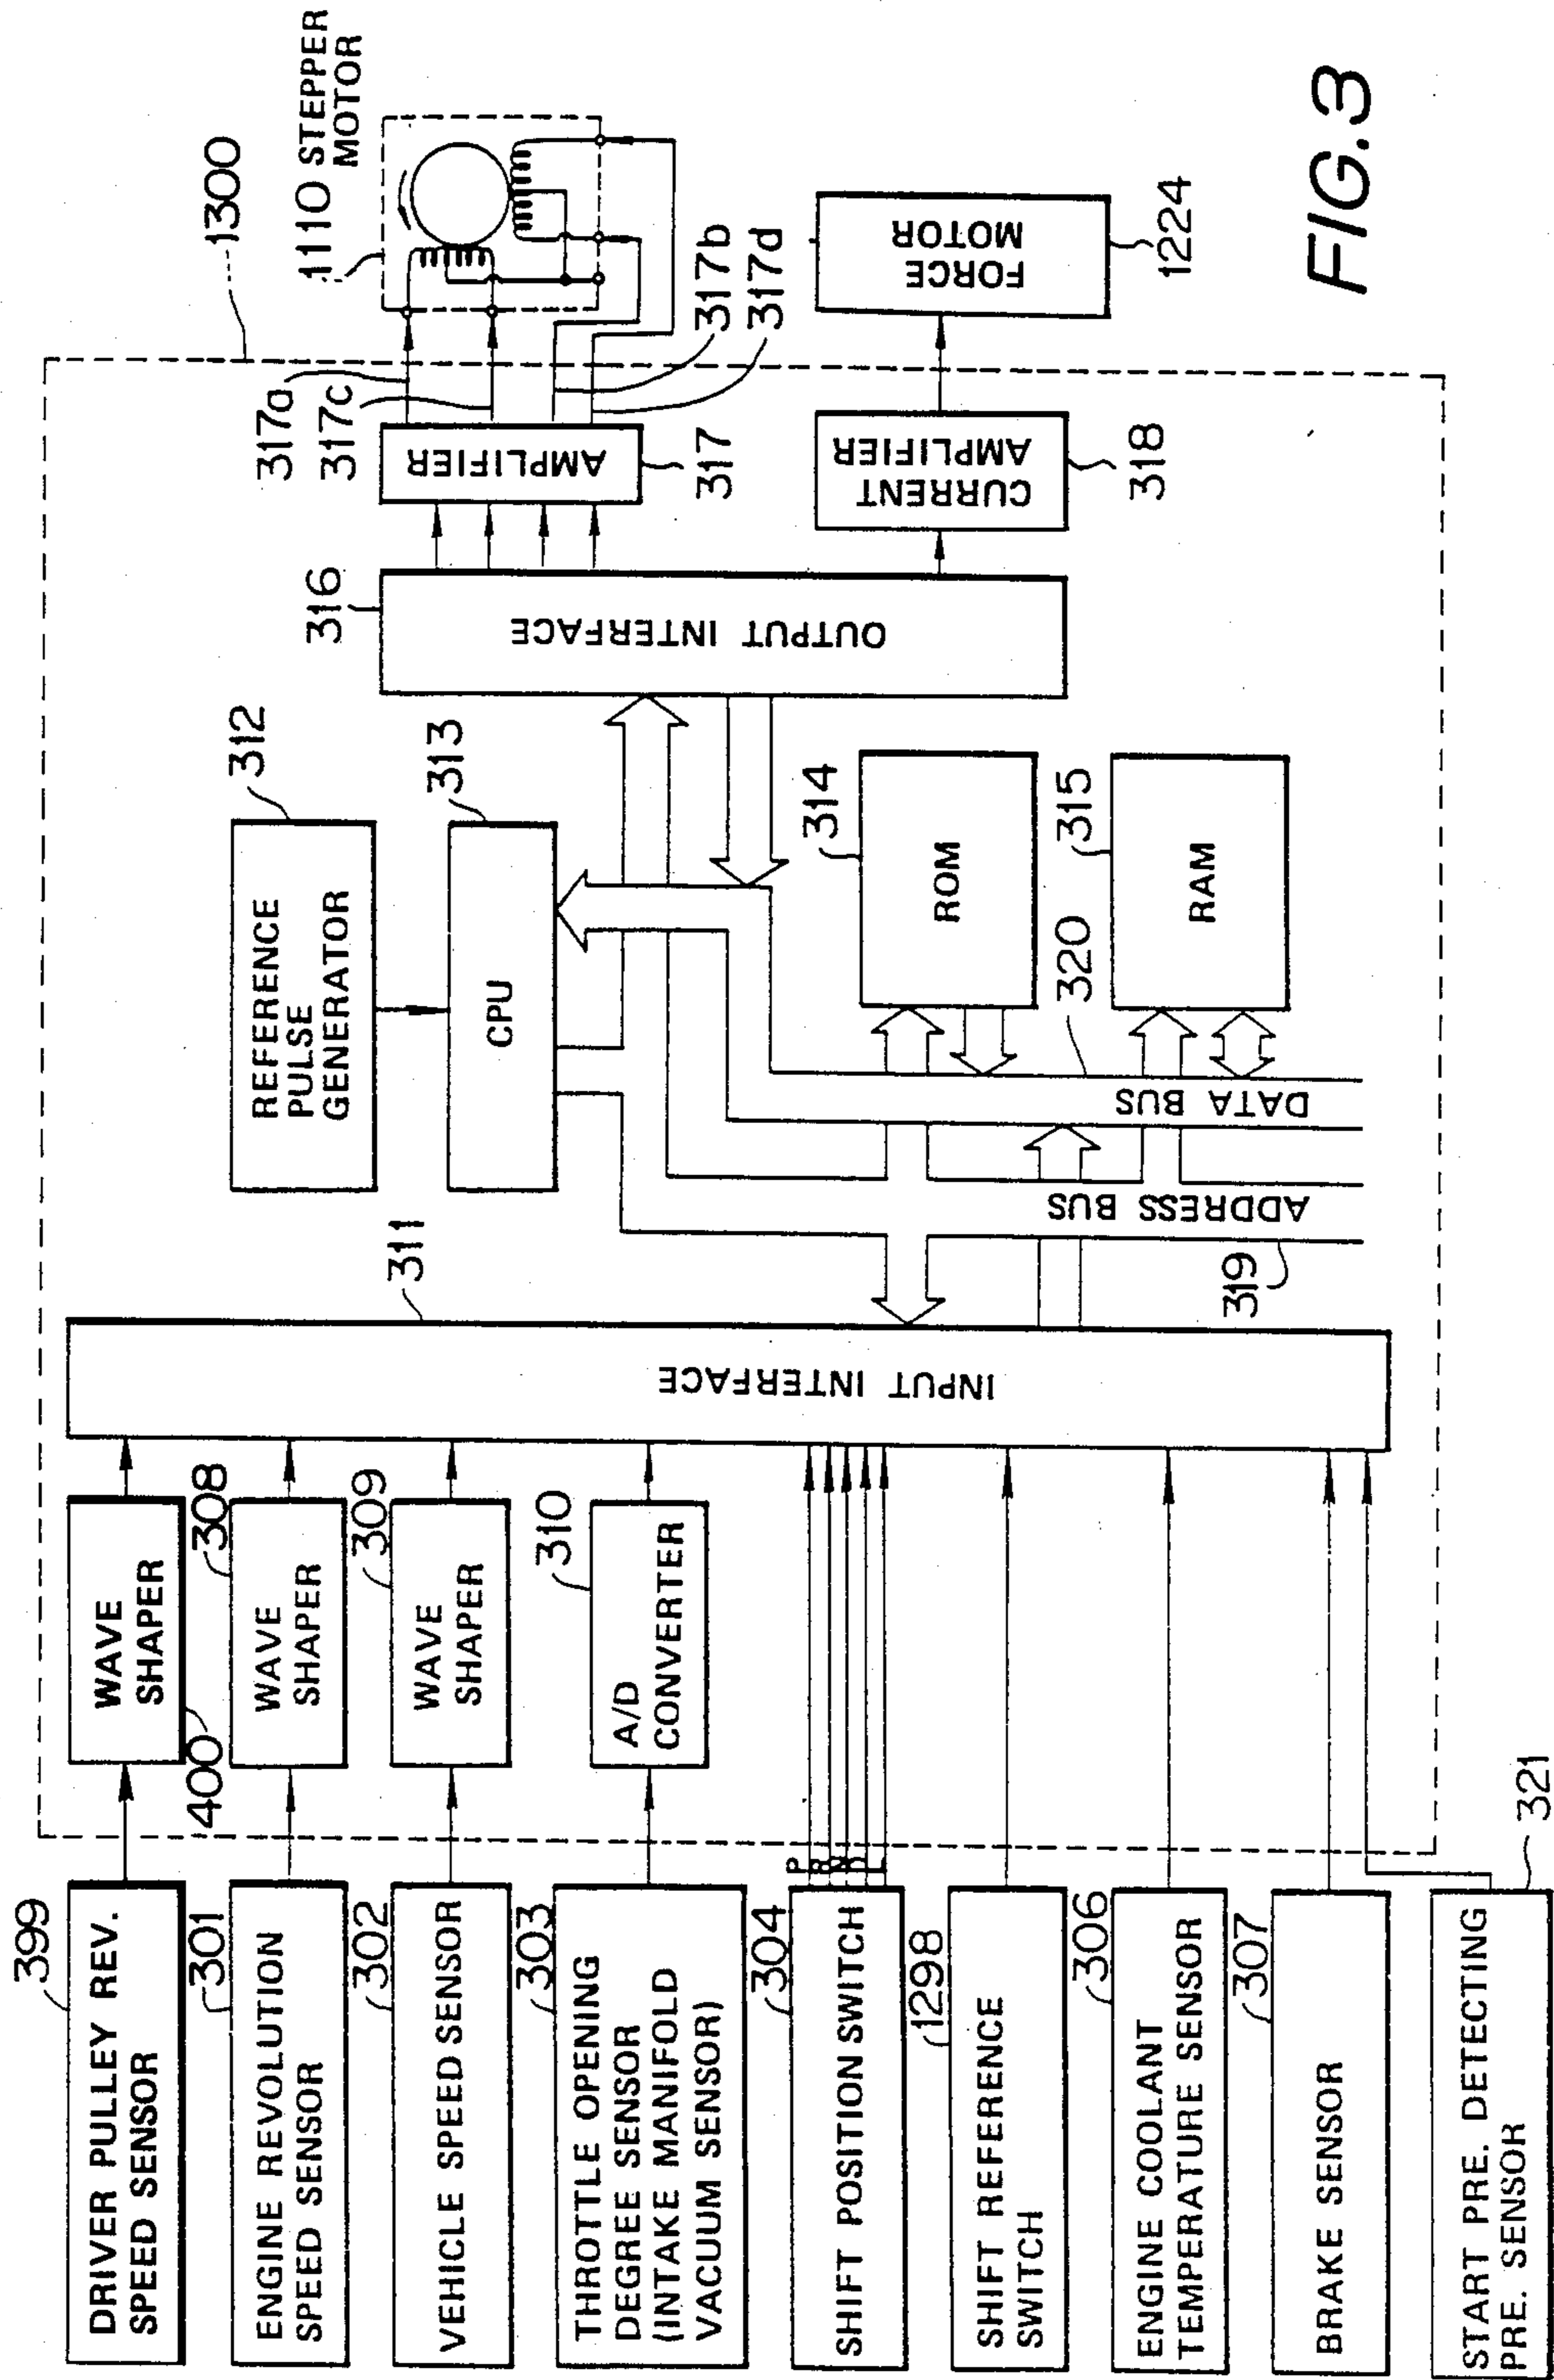 399
DRIVER PULLEY REV.
SPEED SENSOR
301
ENGINE REVOLUTION
SPEED SENSOR
302
VEHICLE SPEED SENSOR
303
THROTTLE OPENING
DEGREE SENSOR
(INTAKE MANIFOLD
VACUUM SENSOR)
304
SHIFT POSITION SWITCH
P
R
N
D
L
1298
SHIFT REFERENCE
SWITCH
306
ENGINE COOLANT
TEMPERATURE SENSOR
307
BRAKE SENSOR
321
START PRE. DETECTING
PRE. SENSOR
WAVE
SHAPER
400
308
WAVE
SHAPER
309
WAVE
SHAPER
310
A/D
CONVERTER
311
INPUT INTERFACE
312
REFERENCE
PULSE
GENERATOR
313
CPU
314
ROM
315
RAM
320
DATA BUS
ADDRESS BUS
319
316
OUTPUT INTERFACE
317a
317c
AMPLIFIER
317
317b
317d
CURRENT
AMPLIFIER
318
1300
1110 STEPPER
MOTOR
FORCE
MOTOR
1224
FIG.3